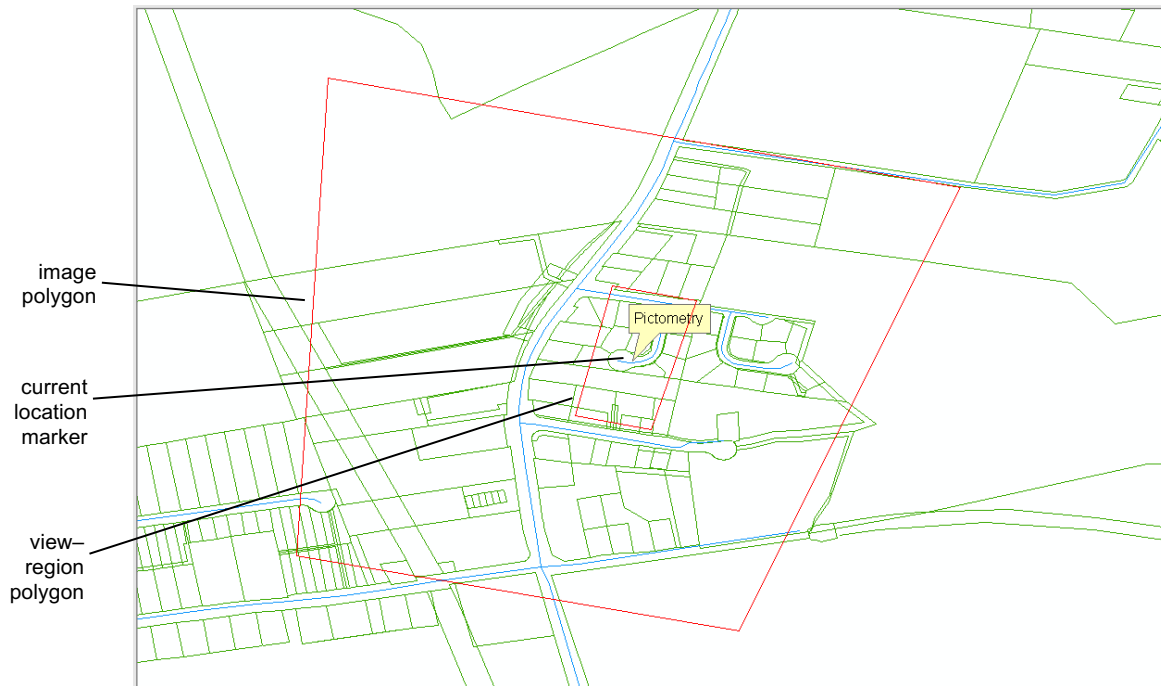 image
polygon
Pictometry
current
location
marker
view–
region
polygon